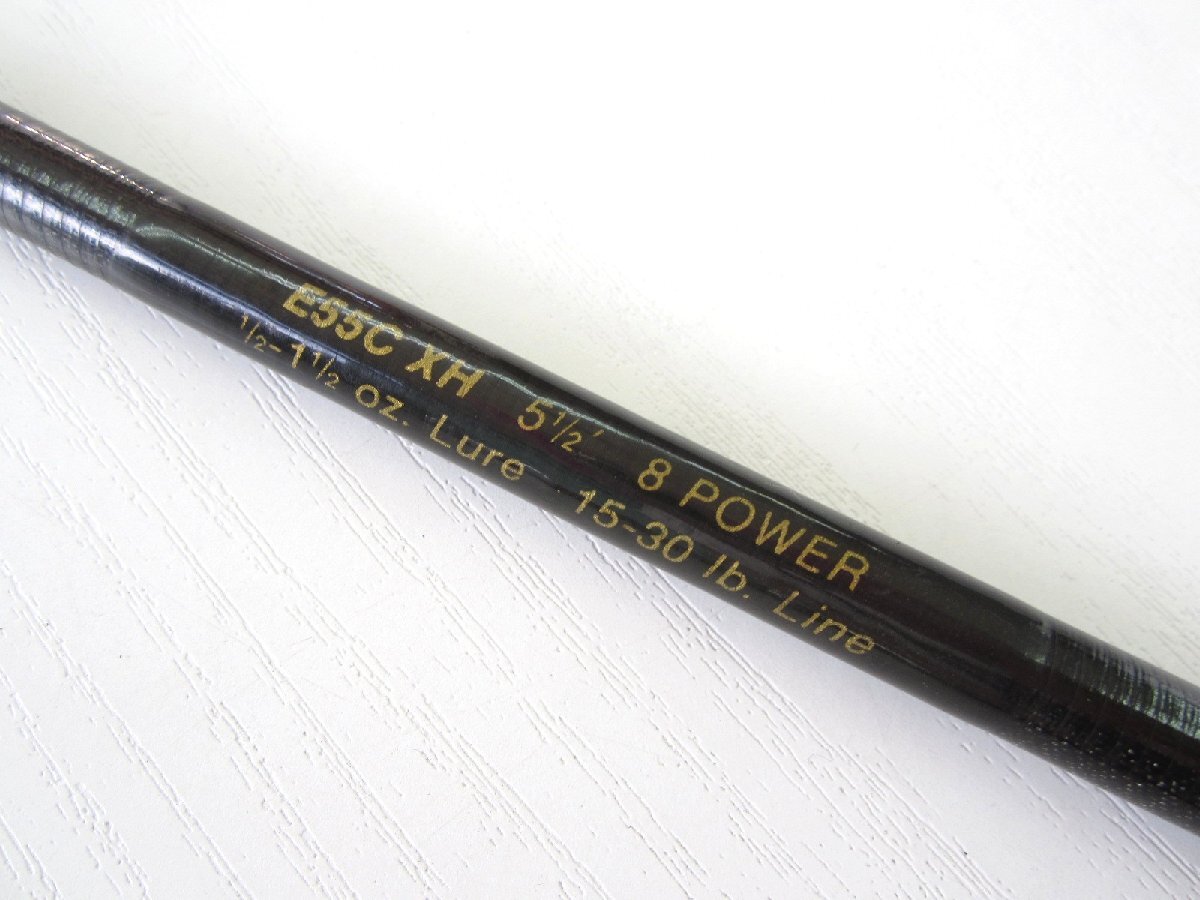 E55C XH 5½' 8 POWER
½-1½ oz. Lure 15-30 lb. Line